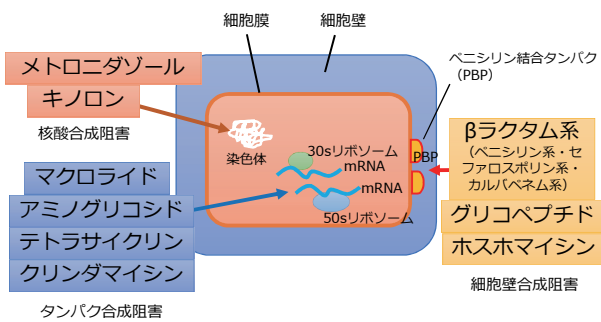 細胞膜
細胞壁
メトロニダゾール
キノロン
核酸合成阻害
マクロライド
アミノグリコシド
テトラサイクリン
クリンダマイシン
タンパク合成阻害
染色体
30sリボソーム
mRNA
mRNA
50sリボソーム
PBP
ペニシリン結合タンパク
（PBP）
βラクタム系
（ペニシリン系・セ
ファロスポリン系・
カルバペネム系）
グリコペプチド
ホスホマイシン
細胞壁合成阻害